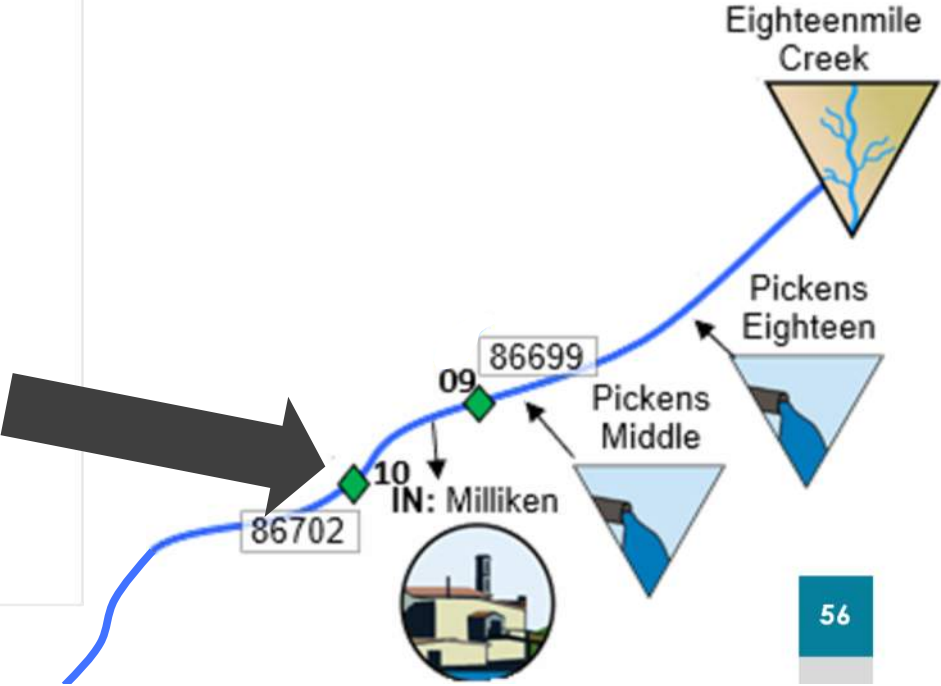 Eighteenmile
Creek
Pickens
Eighteen
86699
09
Pickens
Middle
10
IN: Milliken
86702
56